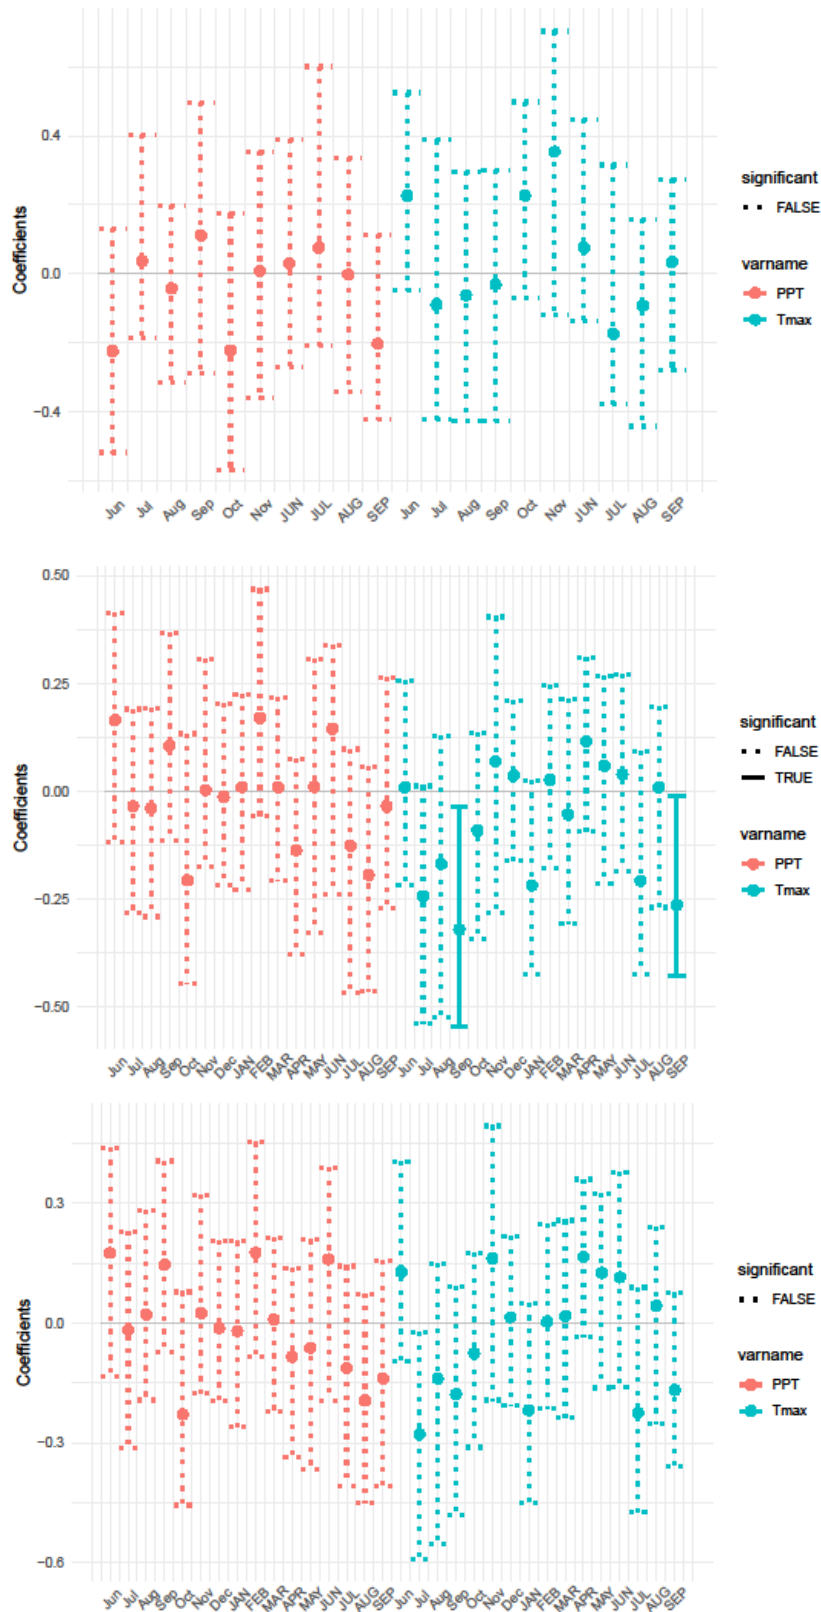 0.4
0.0
−0.4
Coefficients
Jun Jul Aug Sep Oct Nov JUN JUL AUG SEP Jun Jul Aug Sep Oct Nov JUN JUL AUG SEP
significant
FALSE
varname
PPT
Tmax
0.50
0.25
0.00
−0.25
−0.50
Coefficients
Jun Jul Aug Sep Oct Nov Dec JAN FEB MAR APR MAY JUN JUL AUG SEP Jun Jul Aug Sep Oct Nov Dec JAN FEB MAR APR MAY JUN JUL AUG SEP
significant
FALSE
TRUE
varname
PPT
Tmax
0.3
0.0
−0.3
−0.6
Coefficients
Jun Jul Aug Sep Oct Nov Dec JAN FEB MAR APR MAY JUN JUL AUG SEP Jun Jul Aug Sep Oct Nov Dec JAN FEB MAR APR MAY JUN JUL AUG SEP
significant
FALSE
varname
PPT
Tmax